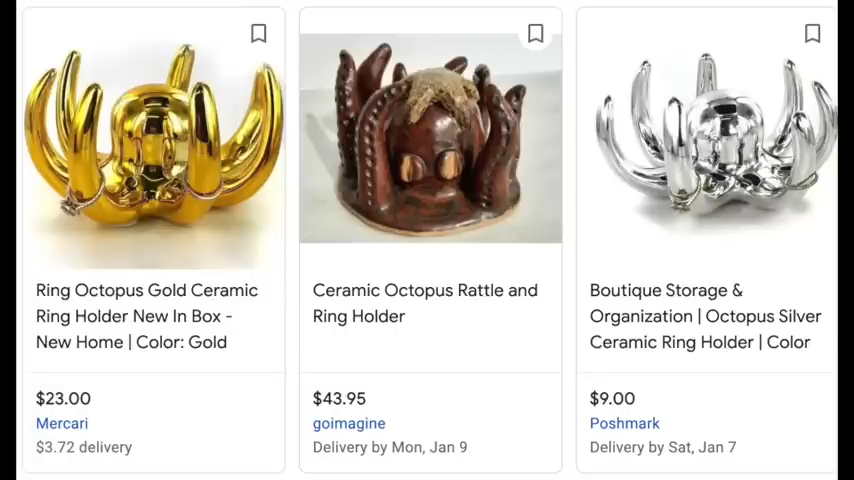 Ring Octopus Gold Ceramic
Ring Holder New In Box -
New Home | Color: Gold
$23.00
Mercari
$3.72 delivery
Ceramic Octopus Rattle and
Ring Holder
$43.95
goimagine
Delivery by Mon, Jan 9
Boutique Storage &
Organization | Octopus Silver
Ceramic Ring Holder | Color
$9.00
Poshmark
Delivery by Sat, Jan 7